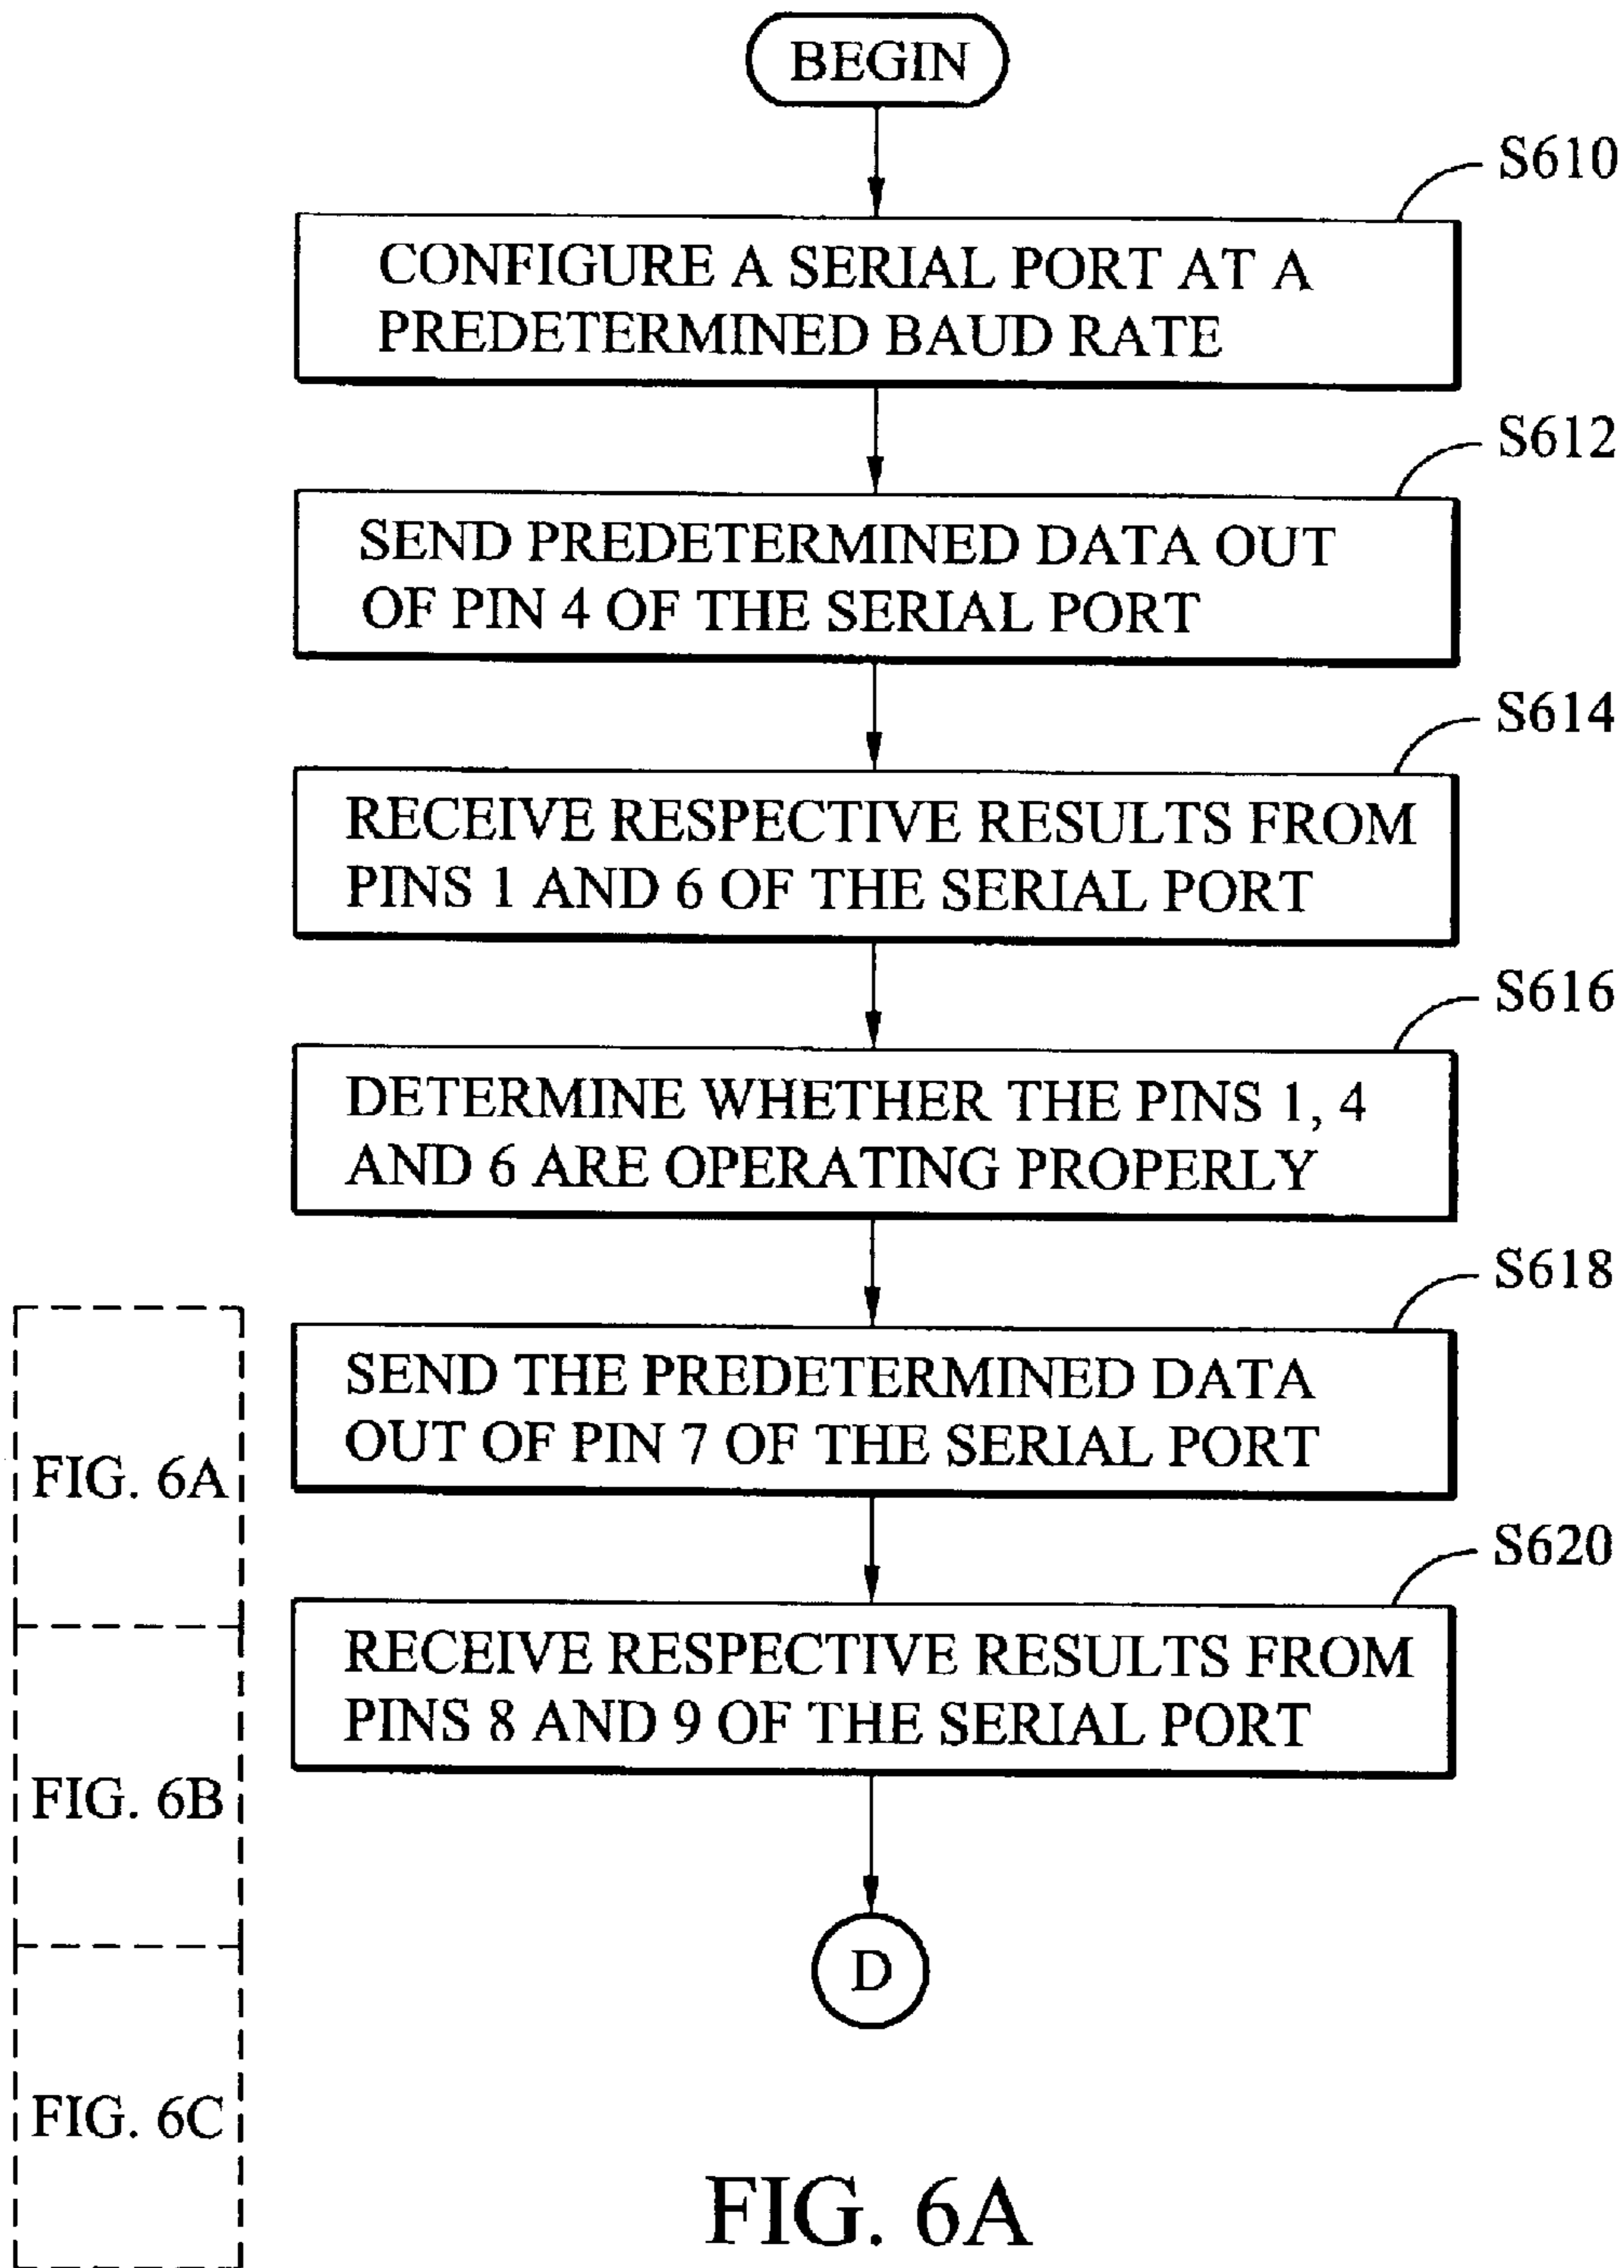 BEGIN
S610
CONFIGURE A SERIAL PORT AT A
PREDETERMINED BAUD RATE
S612
SEND PREDETERMINED DATA OUT
OF PIN 4 OF THE SERIAL PORT
S614
RECEIVE RESPECTIVE RESULTS FROM
PINS 1 AND 6 OF THE SERIAL PORT
S616
DETERMINE WHETHER THE PINS 1, 4
AND 6 ARE OPERATING PROPERLY
S618
SEND THE PREDETERMINED DATA
OUT OF PIN 7 OF THE SERIAL PORT
S620
RECEIVE RESPECTIVE RESULTS FROM
PINS 8 AND 9 OF THE SERIAL PORT
D
FIG. 6A
FIG. 6B
FIG. 6C
FIG. 6A